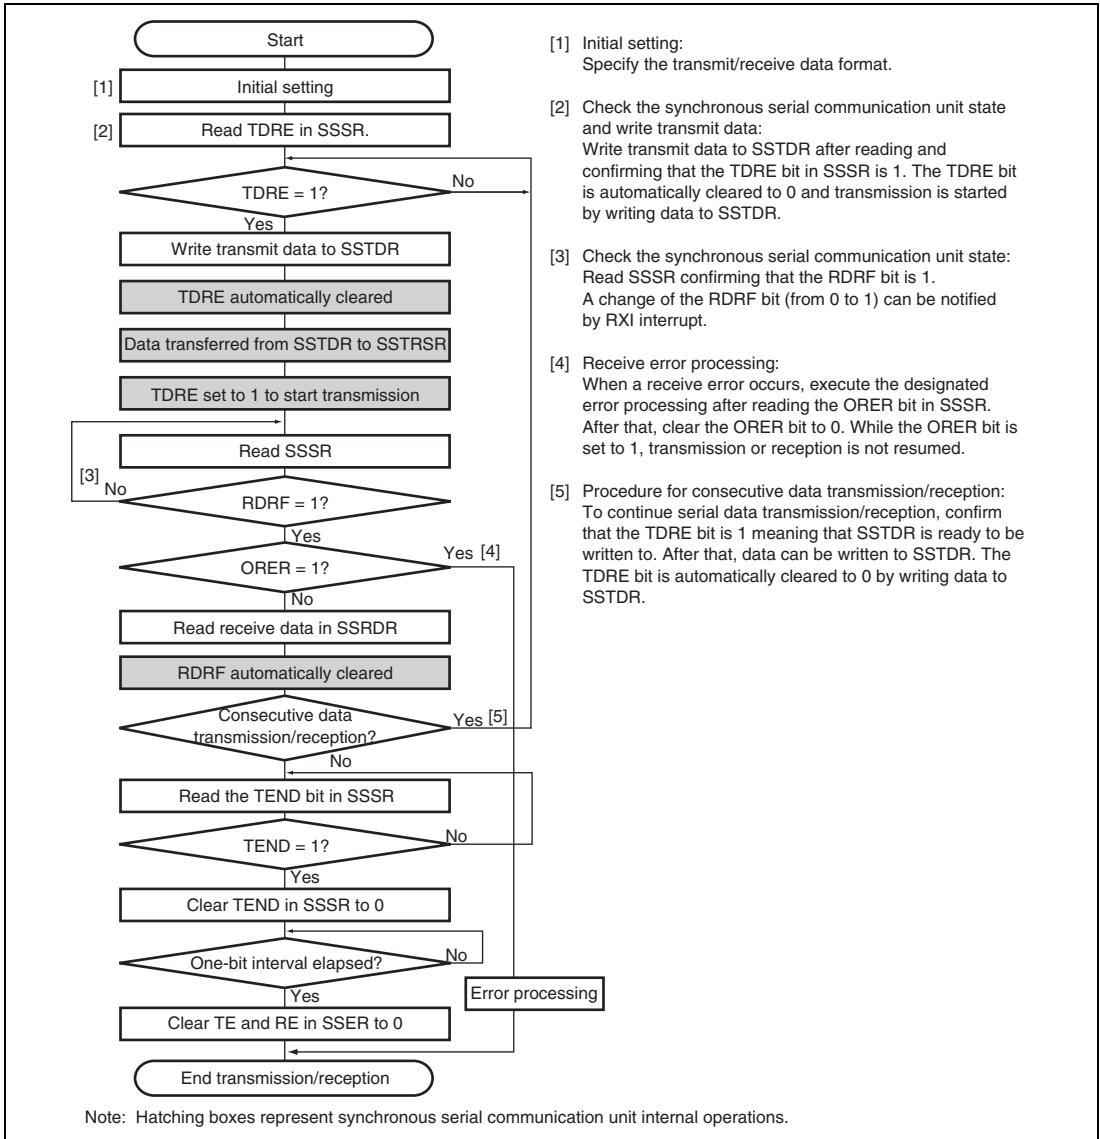 Start
[1] Initial setting
[2] Read TDRE in SSSR.
TDRE = 1?
No
Yes
Write transmit data to SSTDR
TDRE automatically cleared
Data transferred from SSTDR to SSTRSR
TDRE set to 1 to start transmission
Read SSSR
[3]
No
RDRF = 1?
Yes
ORER = 1?
Yes [4]
No
Read receive data in SSRDR
RDRF automatically cleared
Consecutive data
transmission/reception?
Yes [5]
No
Read the TEND bit in SSSR
TEND = 1?
No
Yes
Clear TEND in SSSR to 0
One-bit interval elapsed?
No
Yes
Error processing
Clear TE and RE in SSER to 0
End transmission/reception
[1] Initial setting:
Specify the transmit/receive data format.
[2] Check the synchronous serial communication unit state
and write transmit data:
Write transmit data to SSTDR after reading and
confirming that the TDRE bit in SSSR is 1. The TDRE bit
is automatically cleared to 0 and transmission is started
by writing data to SSTDR.
[3] Check the synchronous serial communication unit state:
Read SSSR confirming that the RDRF bit is 1.
A change of the RDRF bit (from 0 to 1) can be notified
by RXI interrupt.
[4] Receive error processing:
When a receive error occurs, execute the designated
error processing after reading the ORER bit in SSSR.
After that, clear the ORER bit to 0. While the ORER bit is
set to 1, transmission or reception is not resumed.
[5] Procedure for consecutive data transmission/reception:
To continue serial data transmission/reception, confirm
that the TDRE bit is 1 meaning that SSTDR is ready to be
written to. After that, data can be written to SSTDR. The
TDRE bit is automatically cleared to 0 by writing data to
SSTDR.
Note: Hatching boxes represent synchronous serial communication unit internal operations.